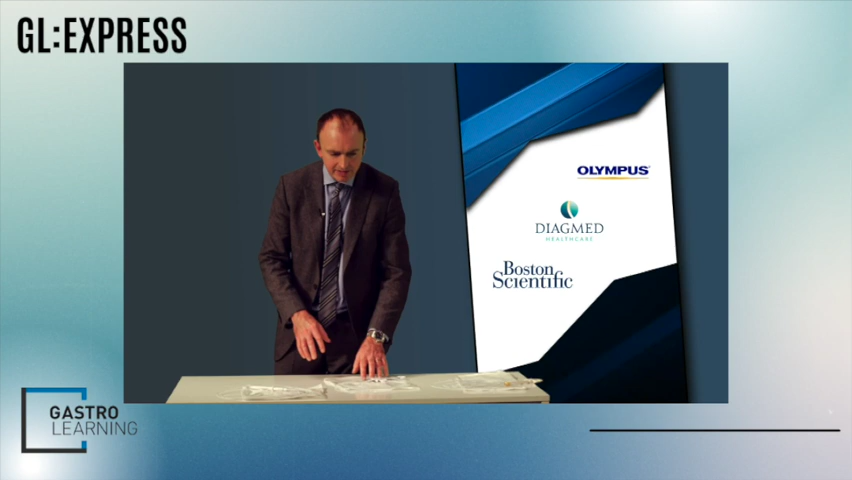 GL:EXPRESS
OLYMPUS
DIAGMED
HEALTHCARE
Boston
Scientific
GASTRO
LEARNING